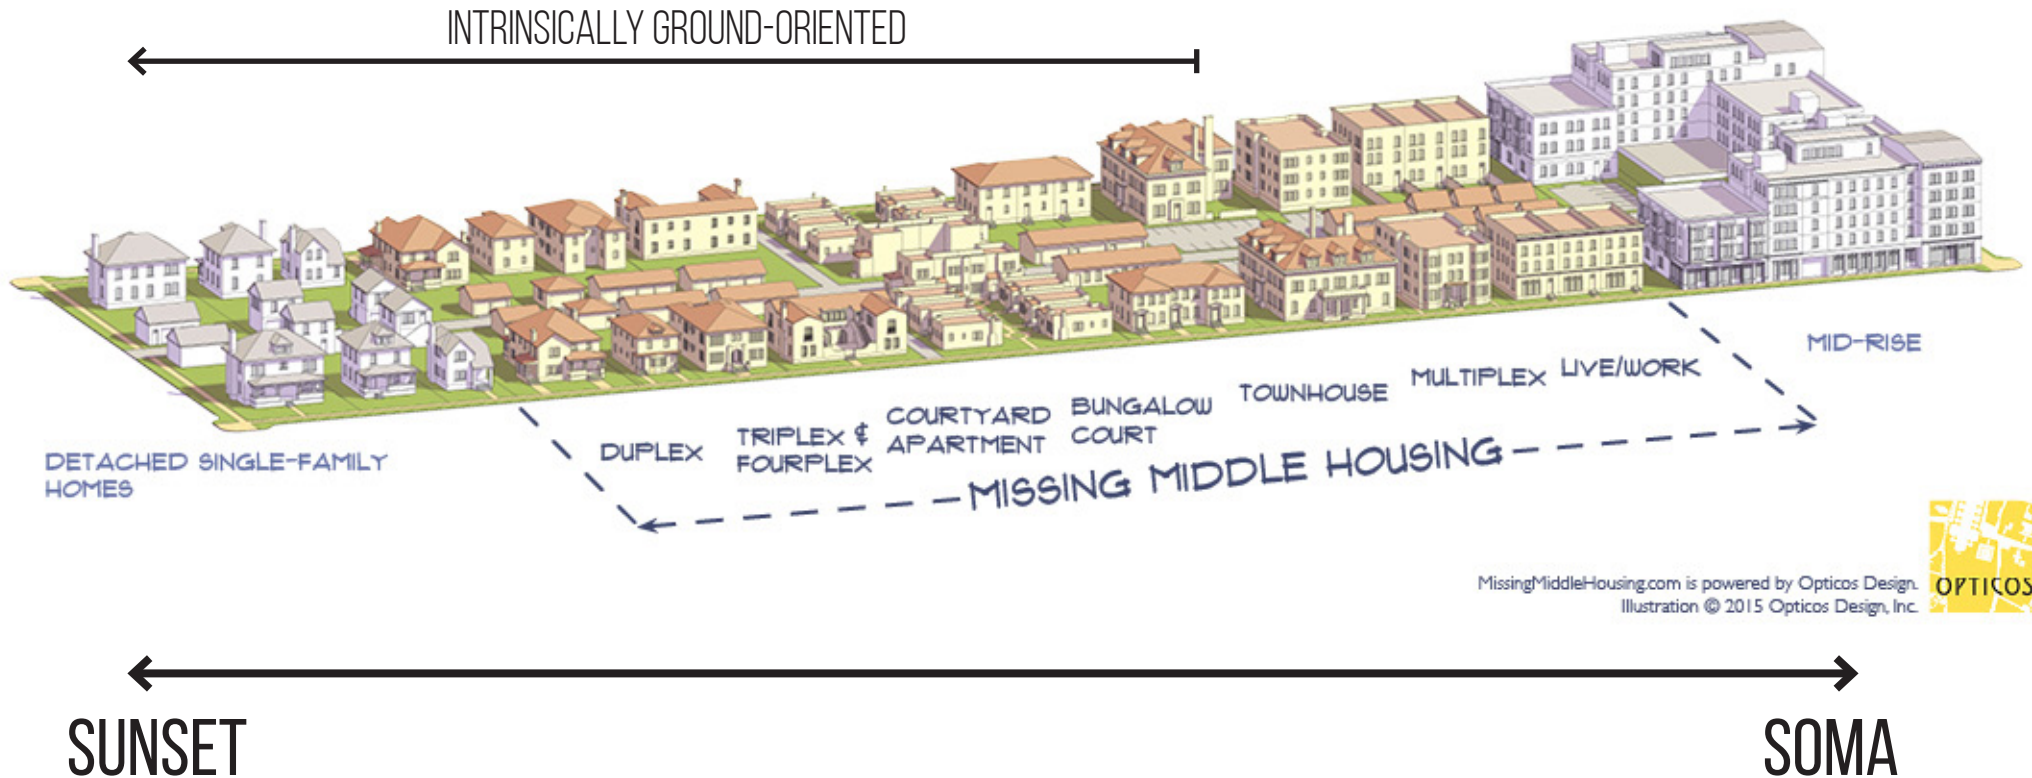 INTRINSICALLY GROUND-ORIENTED
MID-RISE
LIVE/WORK
MULTIPLEX
TOWNHOUSE
BUNGALOW
COURT
COURTYARD
APARTMENT
TRIPLEX &
FOURPLEX
DUPLEX
DETACHED SINGLE-FAMILY
HOMES
MISSING MIDDLE HOUSING
MissingMiddleHousing.com is powered by Opticos Design.
Illustration © 2015 Opticos Design, Inc.
OPTICOS
SUNSET
SOMA